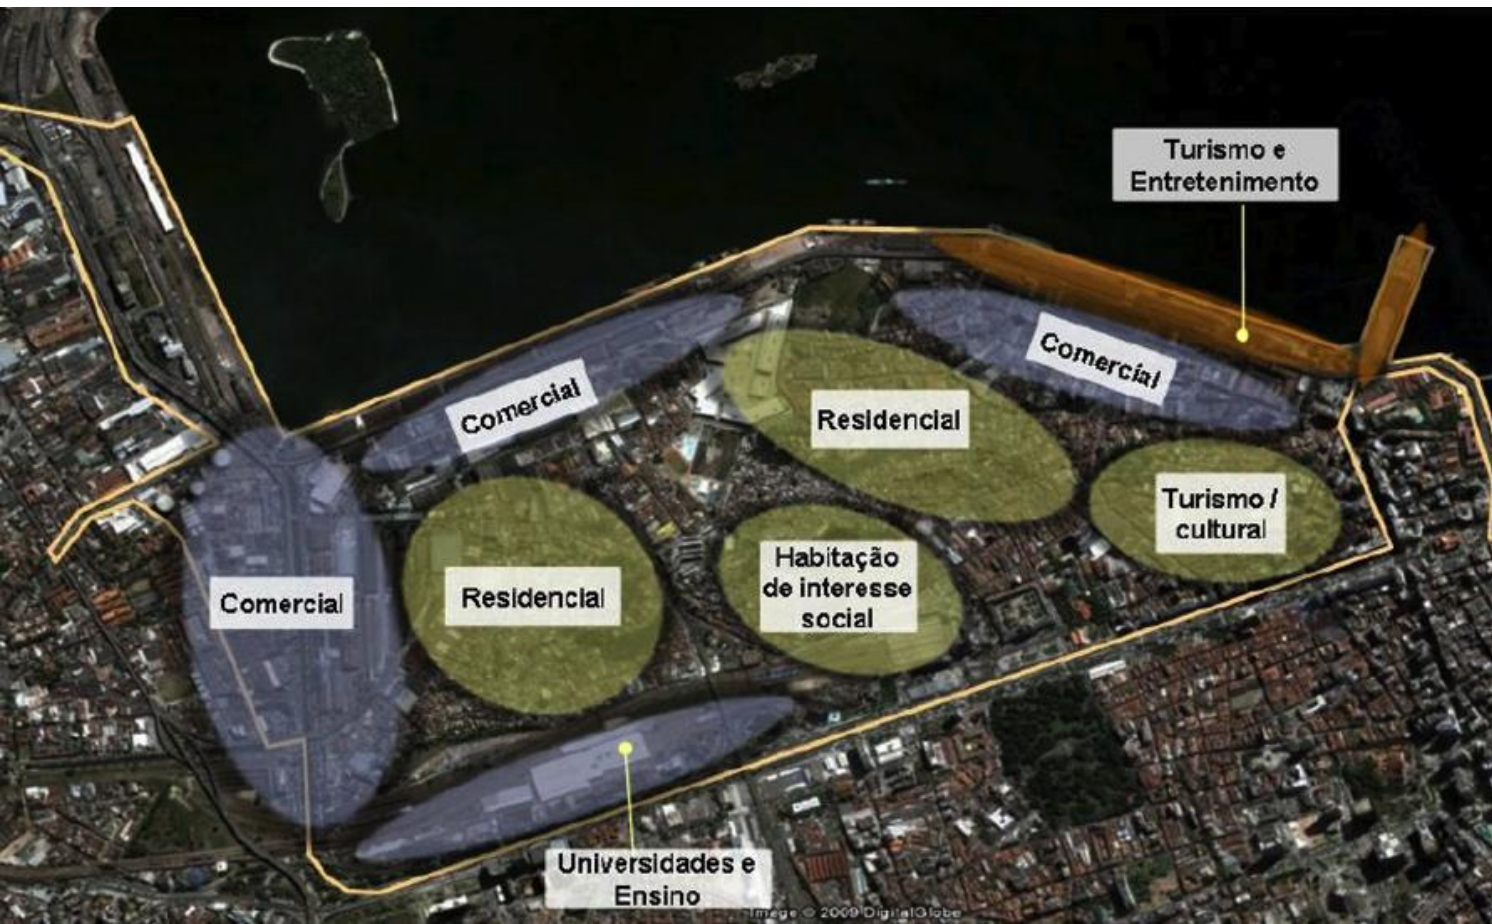 Turismo e
Entretenimento
Comercial
Comercial
Residencial
Turismo /
cultural
Habitação
de interesse
social
Comercial
Residencial
Universidades e
Ensino
Image © 2009 DigitalGlobe